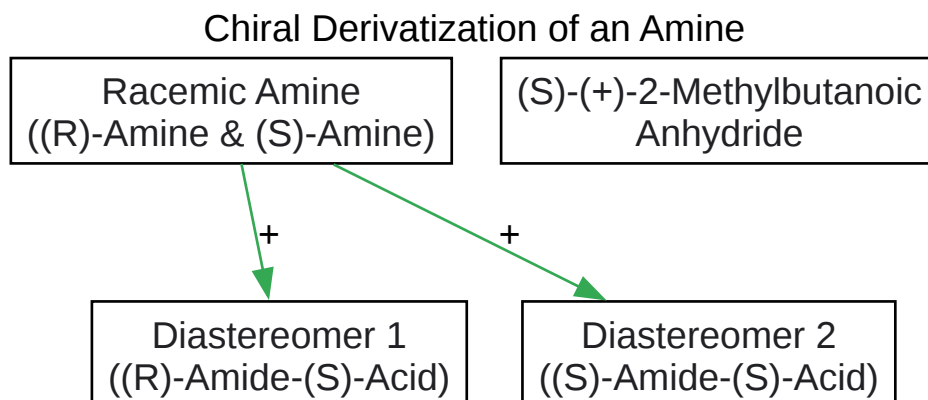 Chiral Derivatization of an Amine
Racemic Amine
((R)-Amine & (S)-Amine)
(S)-(+)-2-Methylbutanoic
Anhydride
+
+
Diastereomer 1
((R)-Amide-(S)-Acid)
Diastereomer 2
((S)-Amide-(S)-Acid)